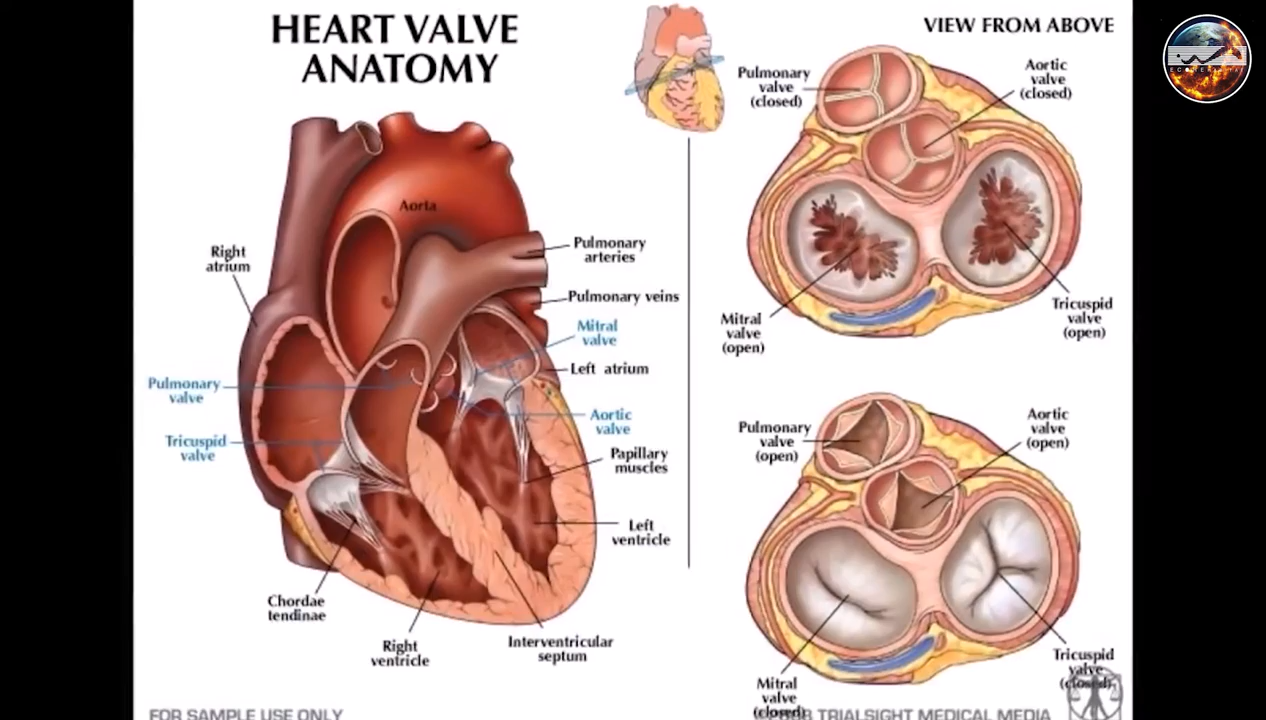 HEART VALVE
ANATOMY
VIEW FROM ABOVE
Pulmonary
valve
(closed)
Aortic
valve
(closed)
Aorta
Right
atrium
Pulmonary
arteries
Pulmonary veins
Mitral
valve
Left atrium
Pulmonary
valve
Aortic
valve
Tricuspid
valve
Papillary
muscles
Left
ventricle
Chordae
tendinae
Right
ventricle
Interventricular
septum
Mitral
valve
(open)
Tricuspid
valve
(open)
Pulmonary
valve
(open)
Aortic
valve
(open)
Mitral
valve
(closed)
Tricuspid
valve
(closed)
FOR SAMPLE USE ONLY
TRIALSIGHT MEDICAL MEDIA